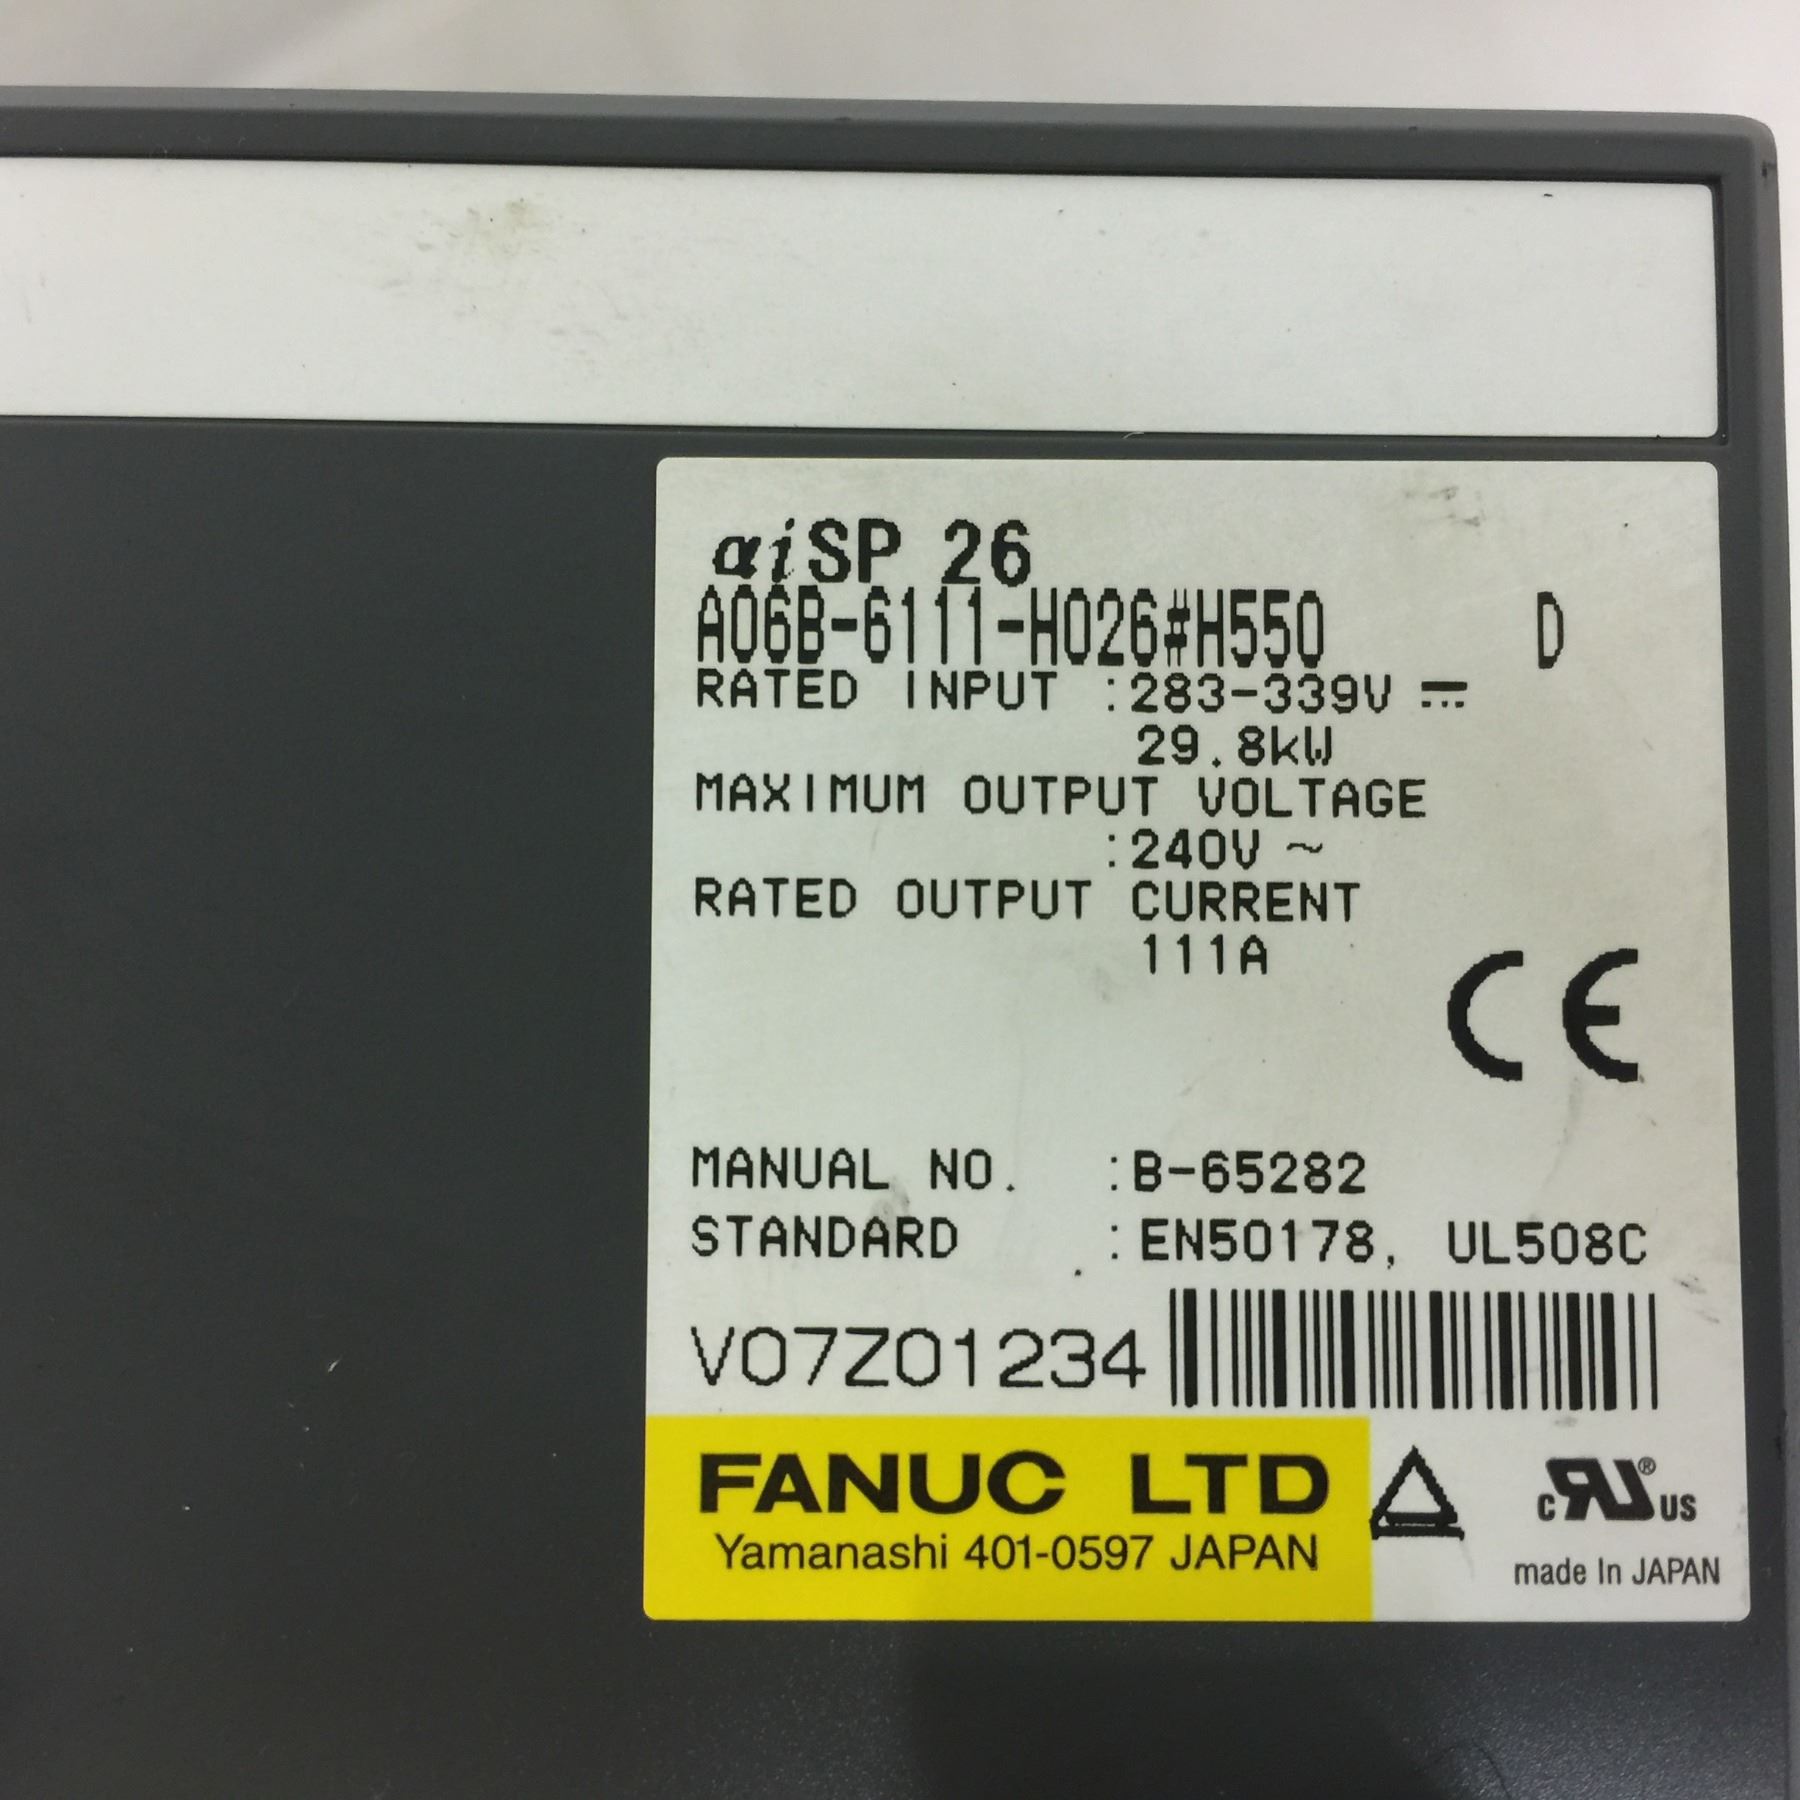 αiSP 26
A06B-6111-H026#H550 D
RATED INPUT :283-339V ⎓
29.8kW
MAXIMUM OUTPUT VOLTAGE
:240V ~
RATED OUTPUT CURRENT
111A
CE
MANUAL NO. :B-65282
STANDARD :EN50178, UL508C
V07Z01234
FANUC LTD
Yamanashi 401-0597 JAPAN
c RU ® US
made In JAPAN